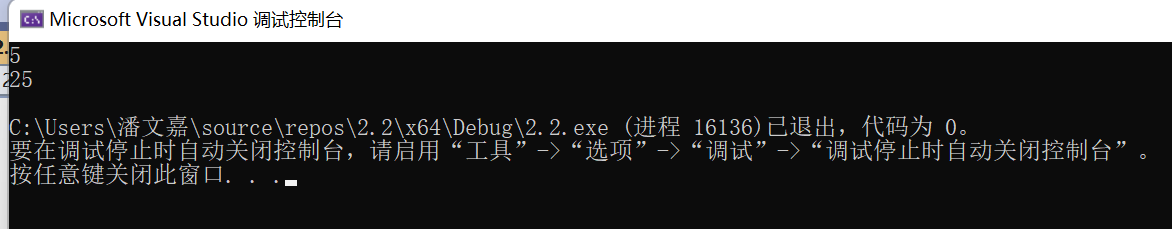 Microsoft Visual Studio 调试控制台
5
25
C:\Users\潘文嘉\source\repos\2.2\x64\Debug\2.2.exe (进程 16136)已退出，代码为 0。
要在调试停止时自动关闭控制台，请启用“工具”->“选项”->“调试”->“调试停止时自动关闭控制台”。
按任意键关闭此窗口. . .